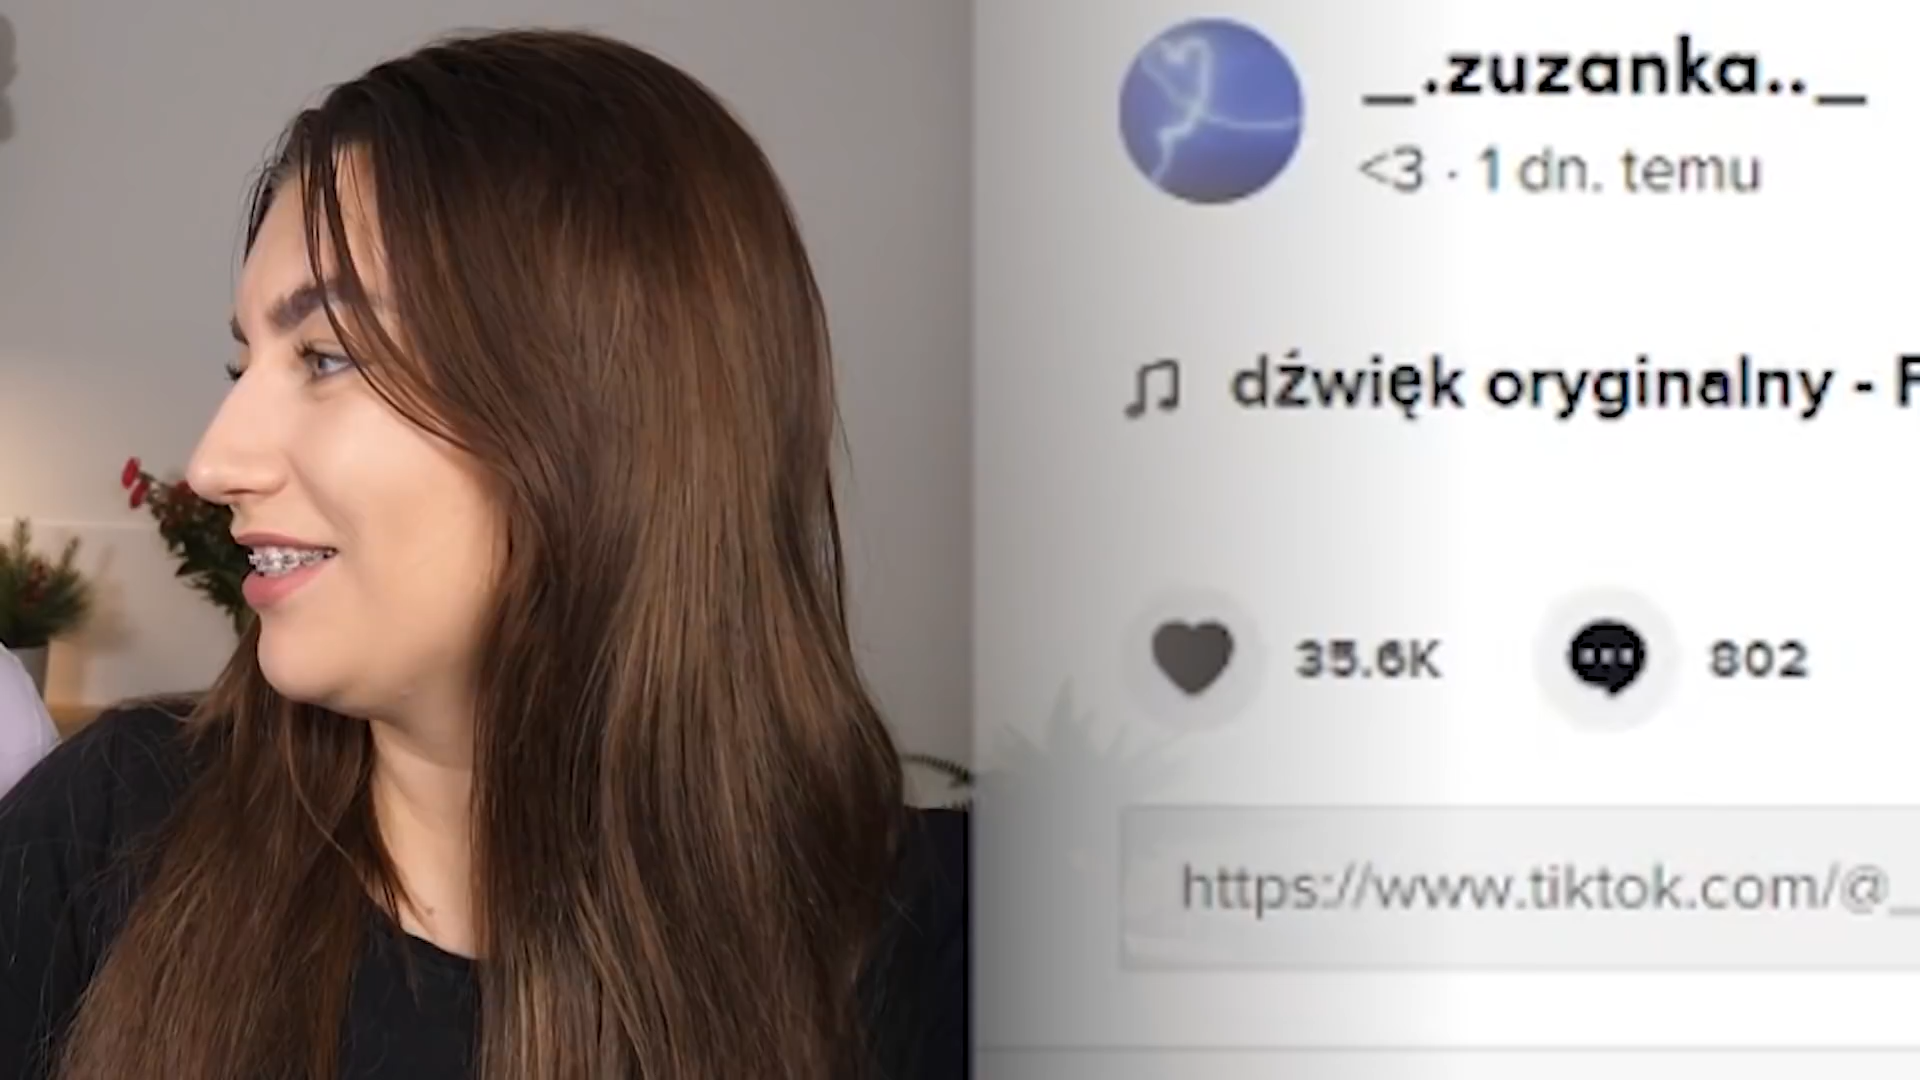 _.zuzanka.._
<3 · 1 dn. temu
dźwięk oryginalny - F
35.6K
802
https://www.tiktok.com/@_